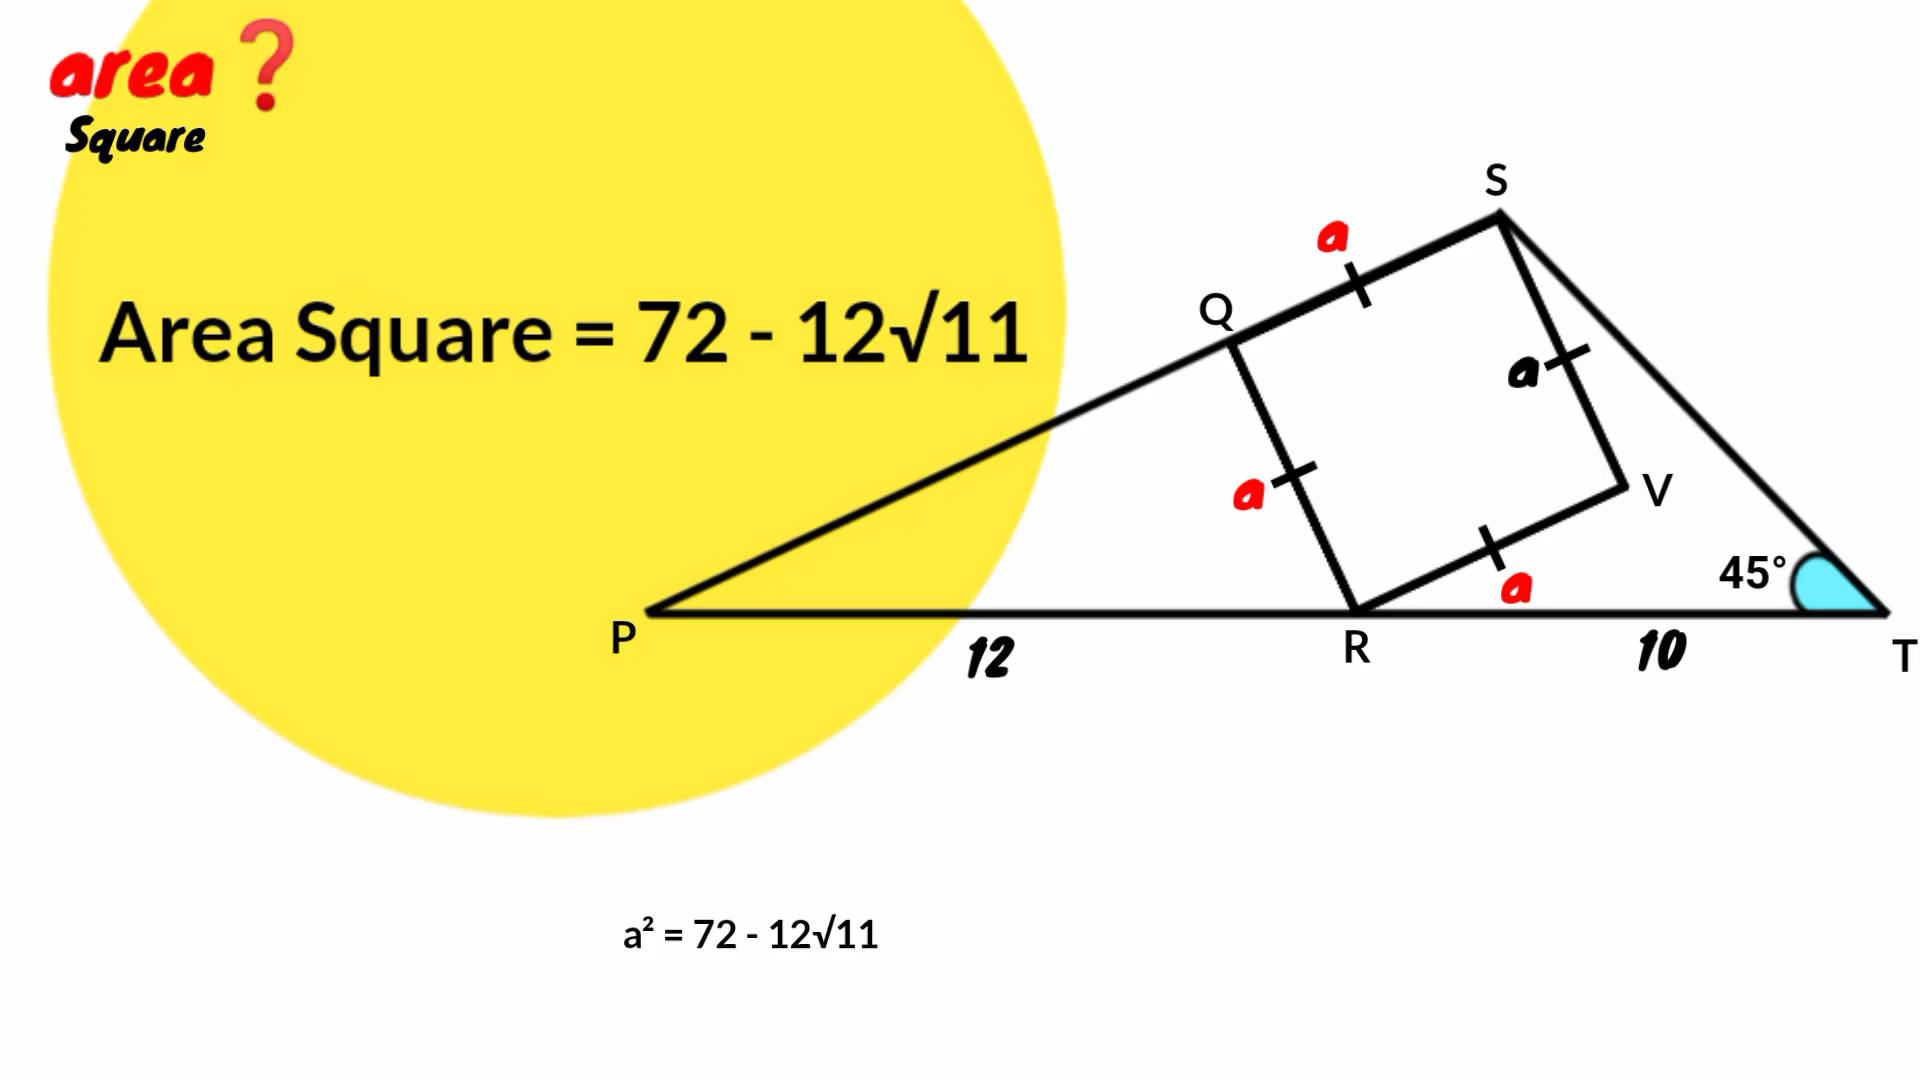 area ❓
Square
Area Square = 72 - 12√11
S
a
Q
a
a
V
45°
a
P
12
R
10
T
a² = 72 - 12√11